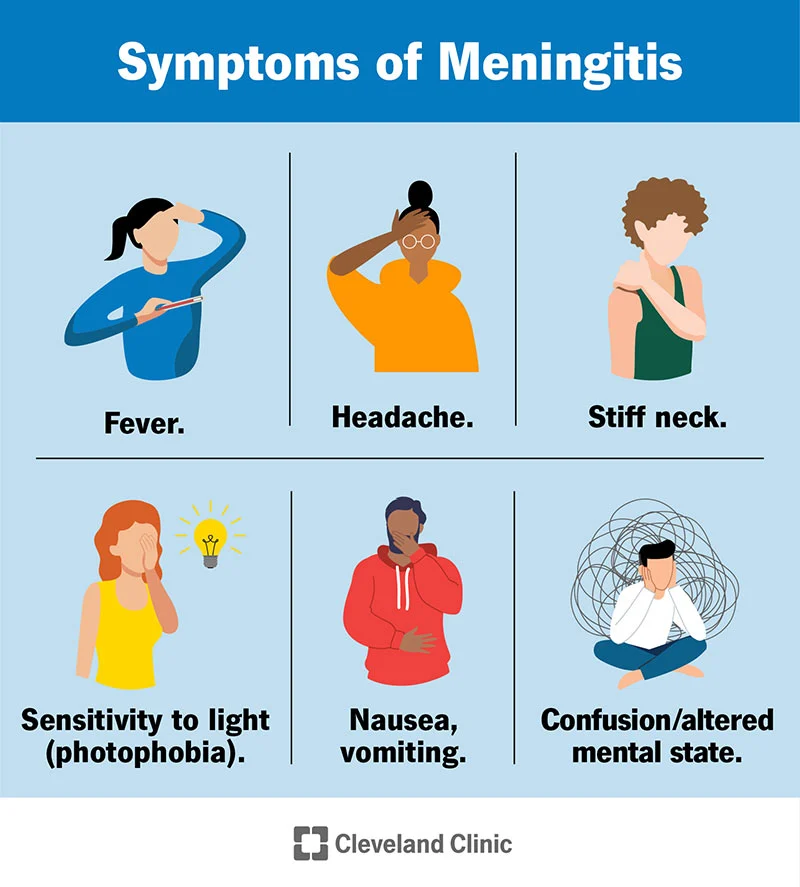 Symptoms of Meningitis
Fever.
Headache.
Stiff neck.
Sensitivity to light
(photophobia).
Nausea,
vomiting.
Confusion/altered
mental state.
Cleveland Clinic